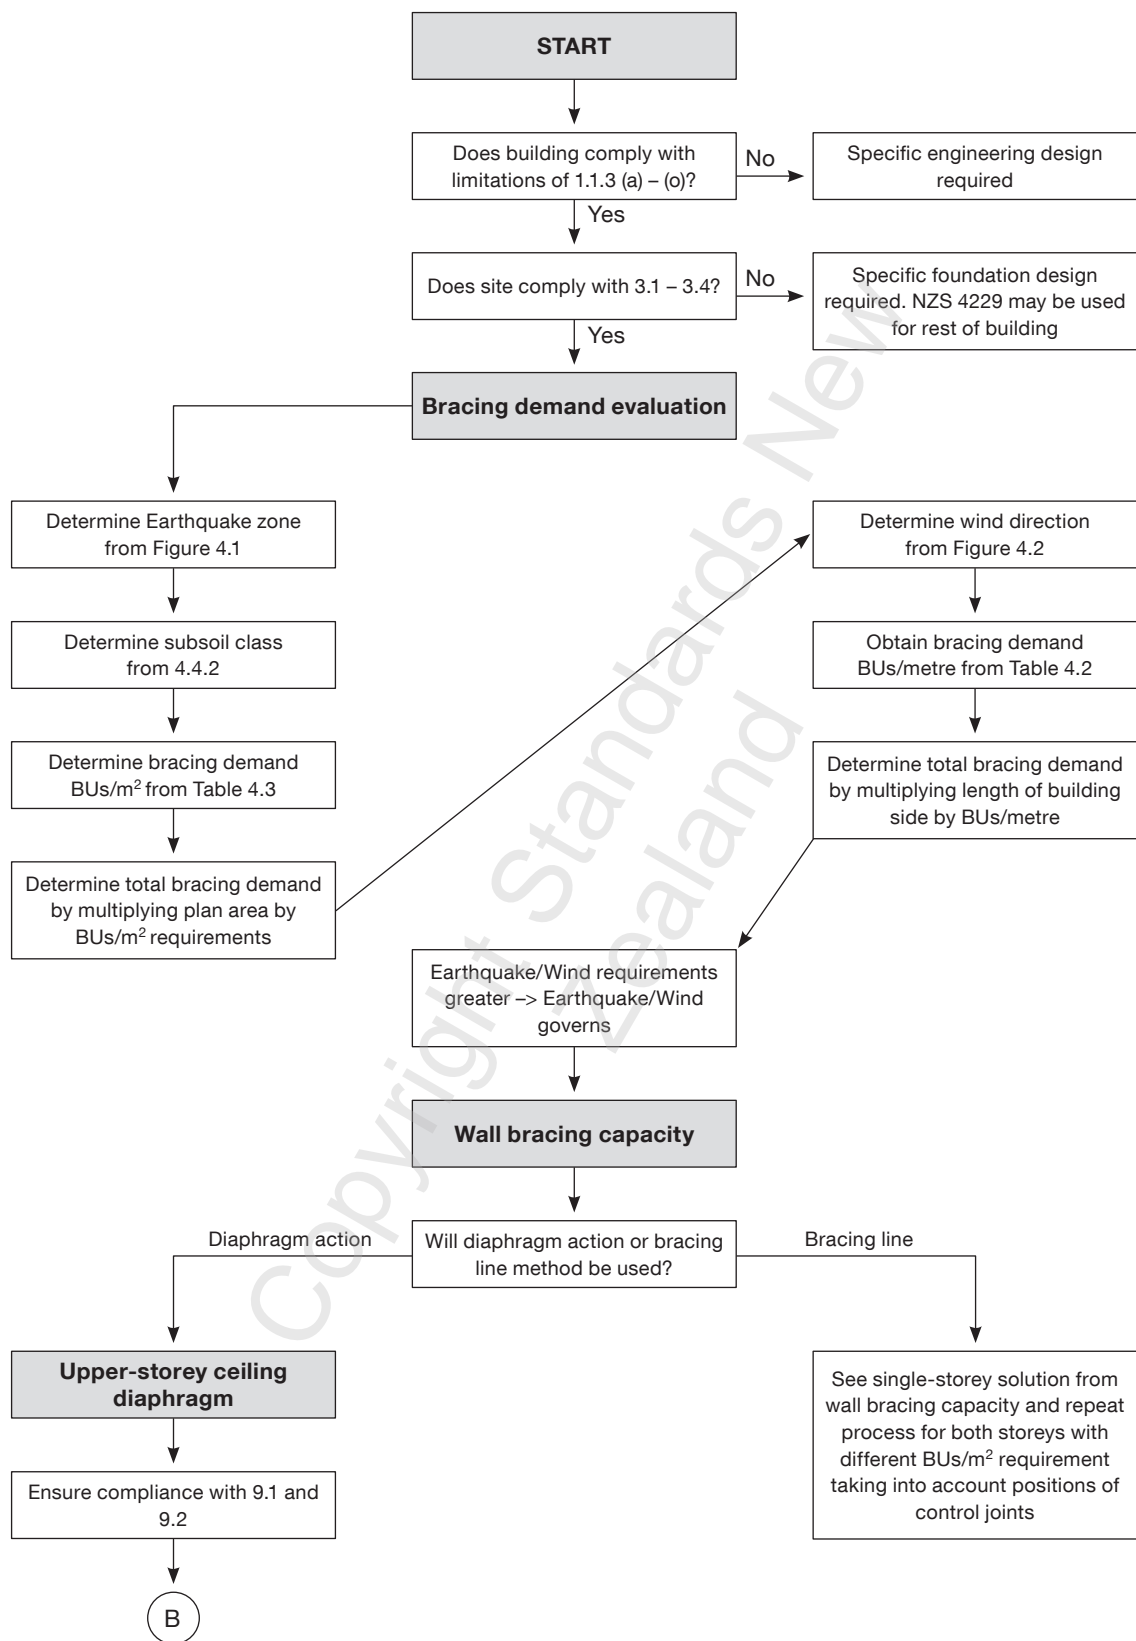 START
Does building comply with
limitations of 1.1.3 (a) – (o)?
No
Specific engineering design
required
Yes
Does site comply with 3.1 – 3.4?
No
Specific foundation design
required. NZS 4229 may be used
for rest of building
Yes
Bracing demand evaluation
Determine Earthquake zone
from Figure 4.1
Determine subsoil class
from 4.4.2
Determine bracing demand
BUs/m² from Table 4.3
Determine total bracing demand
by multiplying plan area by
BUs/m² requirements
Determine wind direction
from Figure 4.2
Obtain bracing demand
BUs/metre from Table 4.2
Determine total bracing demand
by multiplying length of building
side by BUs/metre
Earthquake/Wind requirements
greater –> Earthquake/Wind
governs
Wall bracing capacity
Will diaphragm action or bracing
line method be used?
Diaphragm action
Bracing line
Upper-storey ceiling
diaphragm
Ensure compliance with 9.1 and
9.2
B
See single-storey solution from
wall bracing capacity and repeat
process for both storeys with
different BUs/m² requirement
taking into account positions of
control joints
Copyright Standards New
Zealand